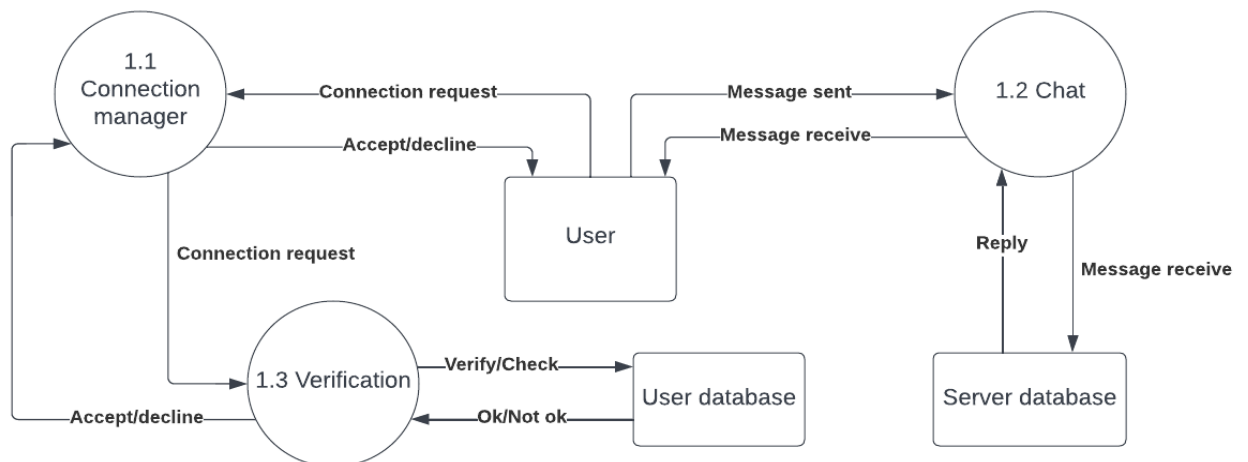 1.1
Connection
manager
Connection request
Message sent
1.2 Chat
Message receive
Accept/decline
User
Reply
Connection request
Message receive
Verify/Check
1.3 Verification
User database
Server database
Accept/decline
Ok/Not ok